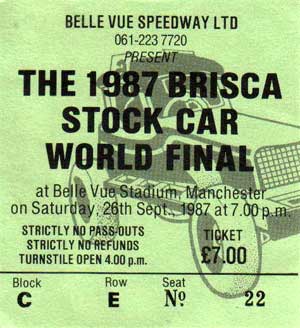 BELLE VUE SPEEDWAY LTD
061-223 7720
PRESENT
THE 1987 BRISCA
STOCK CAR
WORLD FINAL
at Belle Vue Stadium, Manchester
on Saturday, 26th Sept., 1987 at 7.00 p.m.
STRICTLY NO PASS-OUTS
STRICTLY NO REFUNDS
TURNSTILE OPEN 4.00 p.m.
TICKET
£7.00
Block Row Seat
C E No 22